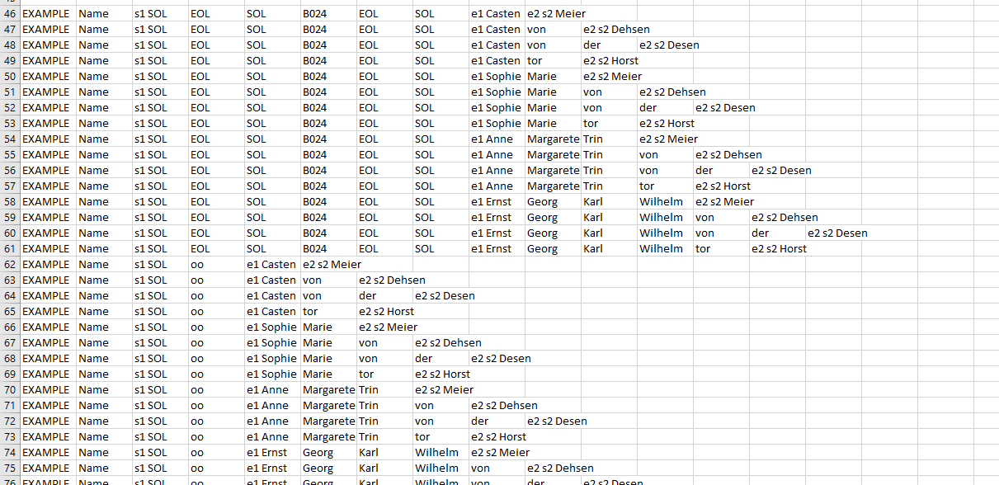 46 EXAMPLE Name s1 SOL EOL SOL B024 EOL SOL e1 Casten e2 s2 Meier
47 EXAMPLE Name s1 SOL EOL SOL B024 EOL SOL e1 Casten von e2 s2 Dehsen
48 EXAMPLE Name s1 SOL EOL SOL B024 EOL SOL e1 Casten von der e2 s2 Desen
49 EXAMPLE Name s1 SOL EOL SOL B024 EOL SOL e1 Casten tor e2 s2 Horst
50 EXAMPLE Name s1 SOL EOL SOL B024 EOL SOL e1 Sophie Marie e2 s2 Meier
51 EXAMPLE Name s1 SOL EOL SOL B024 EOL SOL e1 Sophie Marie von e2 s2 Dehsen
52 EXAMPLE Name s1 SOL EOL SOL B024 EOL SOL e1 Sophie Marie von der e2 s2 Desen
53 EXAMPLE Name s1 SOL EOL SOL B024 EOL SOL e1 Sophie Marie tor e2 s2 Horst
54 EXAMPLE Name s1 SOL EOL SOL B024 EOL SOL e1 Anne Margarete Trin e2 s2 Meier
55 EXAMPLE Name s1 SOL EOL SOL B024 EOL SOL e1 Anne Margarete Trin von e2 s2 Dehsen
56 EXAMPLE Name s1 SOL EOL SOL B024 EOL SOL e1 Anne Margarete Trin von der e2 s2 Desen
57 EXAMPLE Name s1 SOL EOL SOL B024 EOL SOL e1 Anne Margarete Trin tor e2 s2 Horst
58 EXAMPLE Name s1 SOL EOL SOL B024 EOL SOL e1 Ernst Georg Karl Wilhelm e2 s2 Meier
59 EXAMPLE Name s1 SOL EOL SOL B024 EOL SOL e1 Ernst Georg Karl Wilhelm von e2 s2 Dehsen
60 EXAMPLE Name s1 SOL EOL SOL B024 EOL SOL e1 Ernst Georg Karl Wilhelm von der e2 s2 Desen
61 EXAMPLE Name s1 SOL EOL SOL B024 EOL SOL e1 Ernst Georg Karl Wilhelm tor e2 s2 Horst
62 EXAMPLE Name s1 SOL oo e1 Casten e2 s2 Meier
63 EXAMPLE Name s1 SOL oo e1 Casten von e2 s2 Dehsen
64 EXAMPLE Name s1 SOL oo e1 Casten von der e2 s2 Desen
65 EXAMPLE Name s1 SOL oo e1 Casten tor e2 s2 Horst
66 EXAMPLE Name s1 SOL oo e1 Sophie Marie e2 s2 Meier
67 EXAMPLE Name s1 SOL oo e1 Sophie Marie von e2 s2 Dehsen
68 EXAMPLE Name s1 SOL oo e1 Sophie Marie von der e2 s2 Desen
69 EXAMPLE Name s1 SOL oo e1 Sophie Marie tor e2 s2 Horst
70 EXAMPLE Name s1 SOL oo e1 Anne Margarete Trin e2 s2 Meier
71 EXAMPLE Name s1 SOL oo e1 Anne Margarete Trin von e2 s2 Dehsen
72 EXAMPLE Name s1 SOL oo e1 Anne Margarete Trin von der e2 s2 Desen
73 EXAMPLE Name s1 SOL oo e1 Anne Margarete Trin tor e2 s2 Horst
74 EXAMPLE Name s1 SOL oo e1 Ernst Georg Karl Wilhelm e2 s2 Meier
75 EXAMPLE Name s1 SOL oo e1 Ernst Georg Karl Wilhelm von e2 s2 Dehsen
76 EXAMPLE Name s1 SOL oo e1 Ernst Georg Karl Wilhelm von der e2 s2 Desen